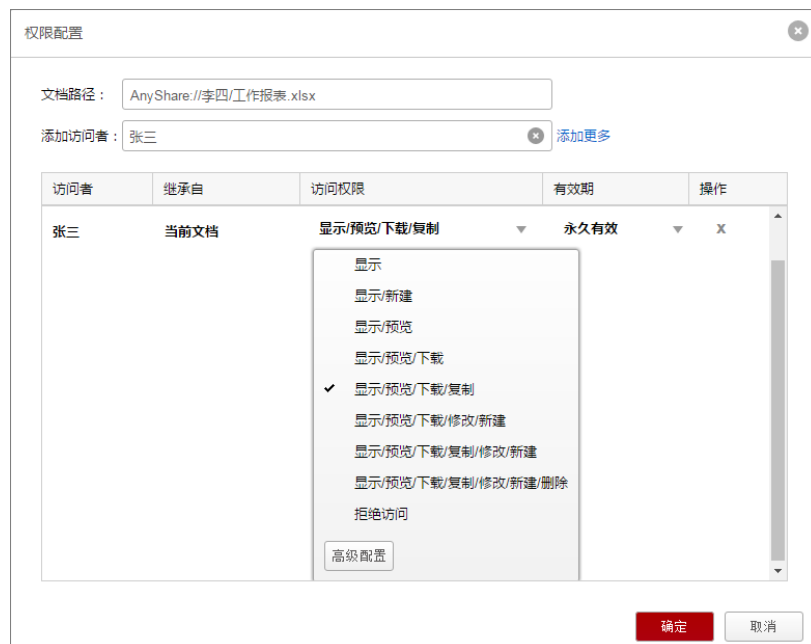 权限配置
文档路径： AnyShare://李四/工作报表.xlsx
添加访问者： 张三 添加更多
访问者 继承自 访问权限 有效期 操作
张三 当前文档 显示/预览/下载/复制 永久有效 x
显示
显示/新建
显示/预览
显示/预览/下载
显示/预览/下载/复制
显示/预览/下载/修改/新建
显示/预览/下载/复制/修改/新建
显示/预览/下载/复制/修改/新建/删除
拒绝访问
高级配置
确定 取消